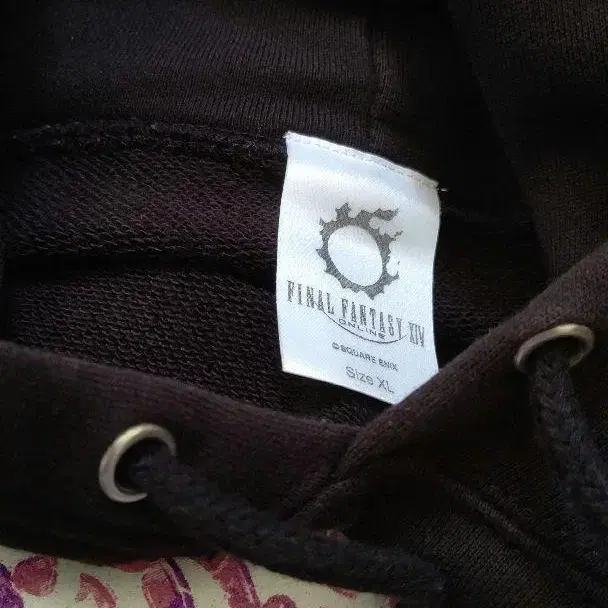 FINAL FANTASY XIV
ONLINE
© SQUARE ENIX
Size XL